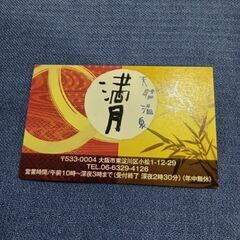 天然温泉
満月
〒533-0004 大阪市東淀川区小松1-12-29
TEL.06-6329-4126
営業時間/午前10時〜深夜3時まで(受付終了 深夜2時30分)(年中無休)